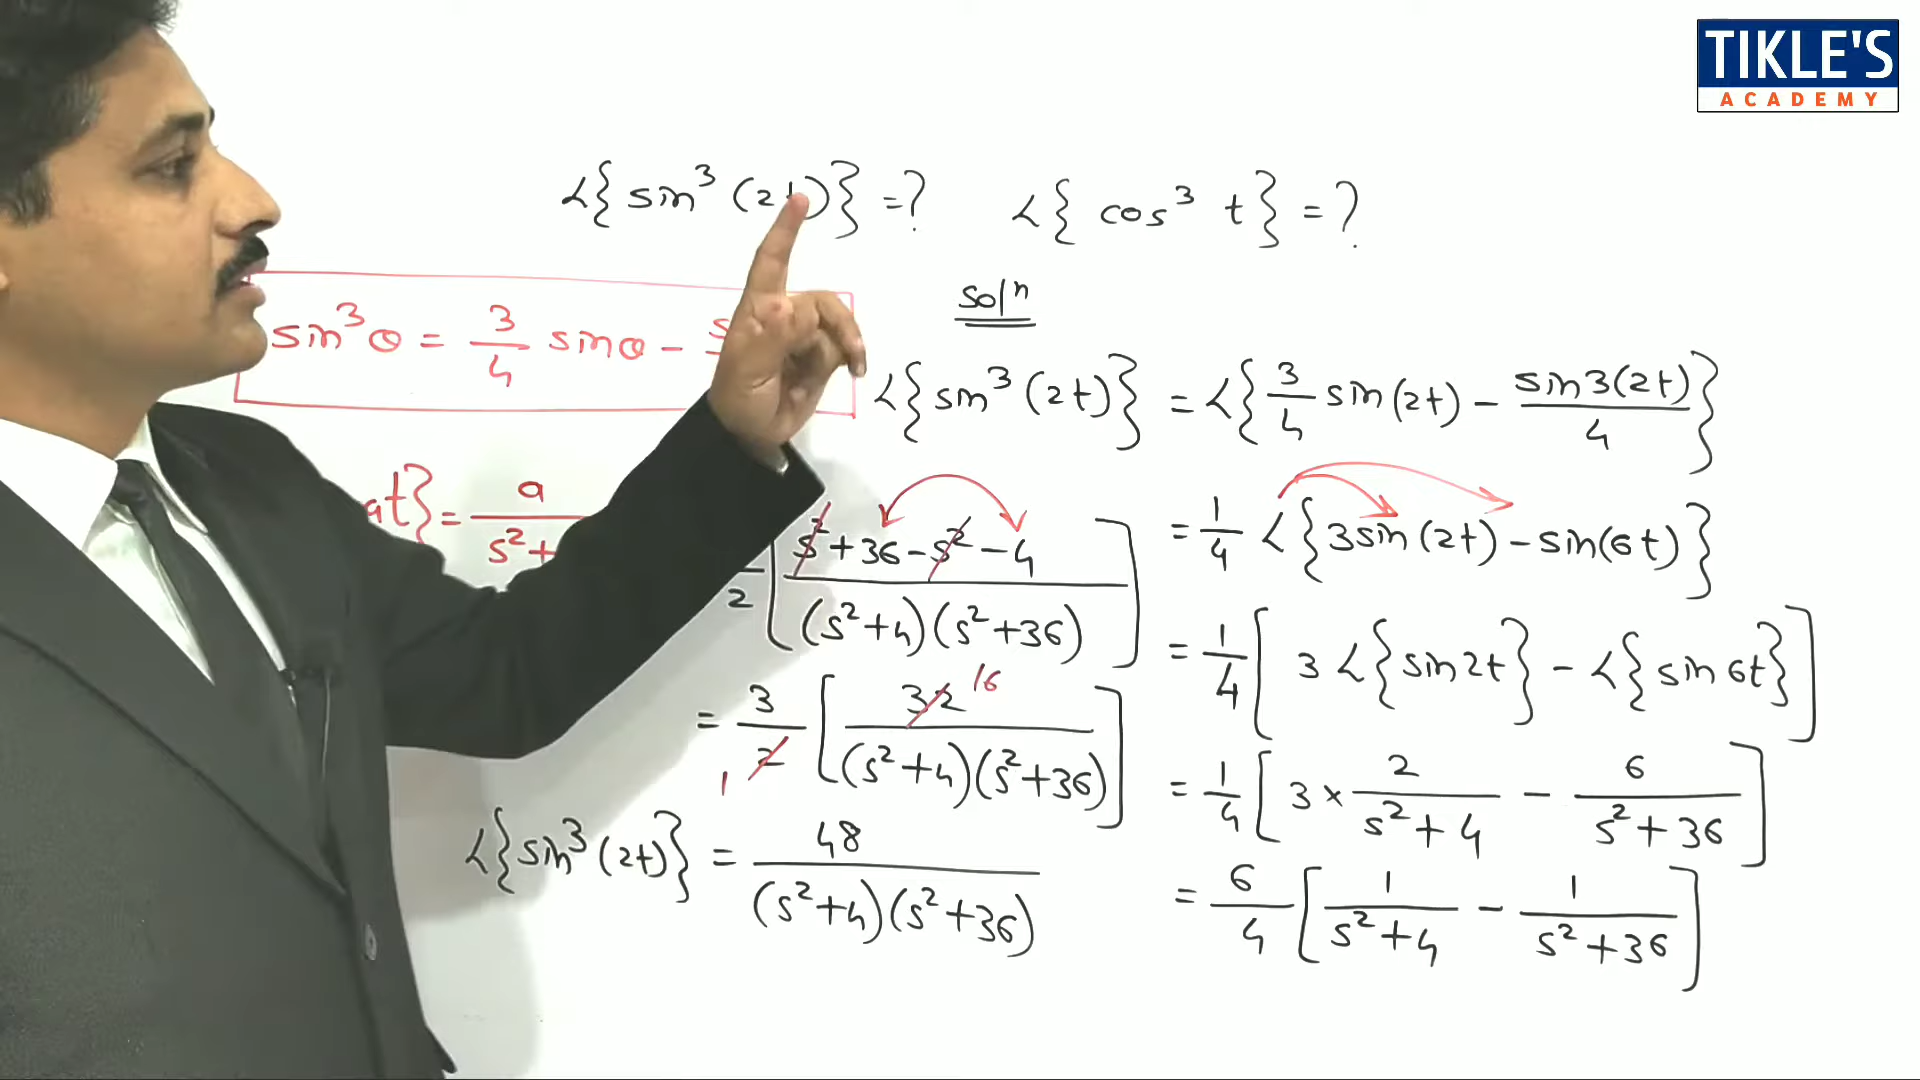 TIKLE'S
ACADEMY
L{sin³(2t)} =? L{cos³ t} = ?
solⁿ
sin³θ = 3/4 sinθ -
L{sin³(2t)} = L{3/4 sin(2t) - sin3(2t)/4}
= 1/4 L{3sin(2t) - sin(6t)}
= 1/4 [3 L{sin2t} - L{sin6t}]
= 1/4 [3 × 2/(s²+4) - 6/(s²+36)]
= 6/4 [1/(s²+4) - 1/(s²+36)]
at} = a/(s²+
2 [(s²+36-s²-4)/((s²+4)(s²+36))]
= 3/2 [32/((s²+4)(s²+36))]
16
1
L{sin³(2t)} = 48/((s²+4)(s²+36))